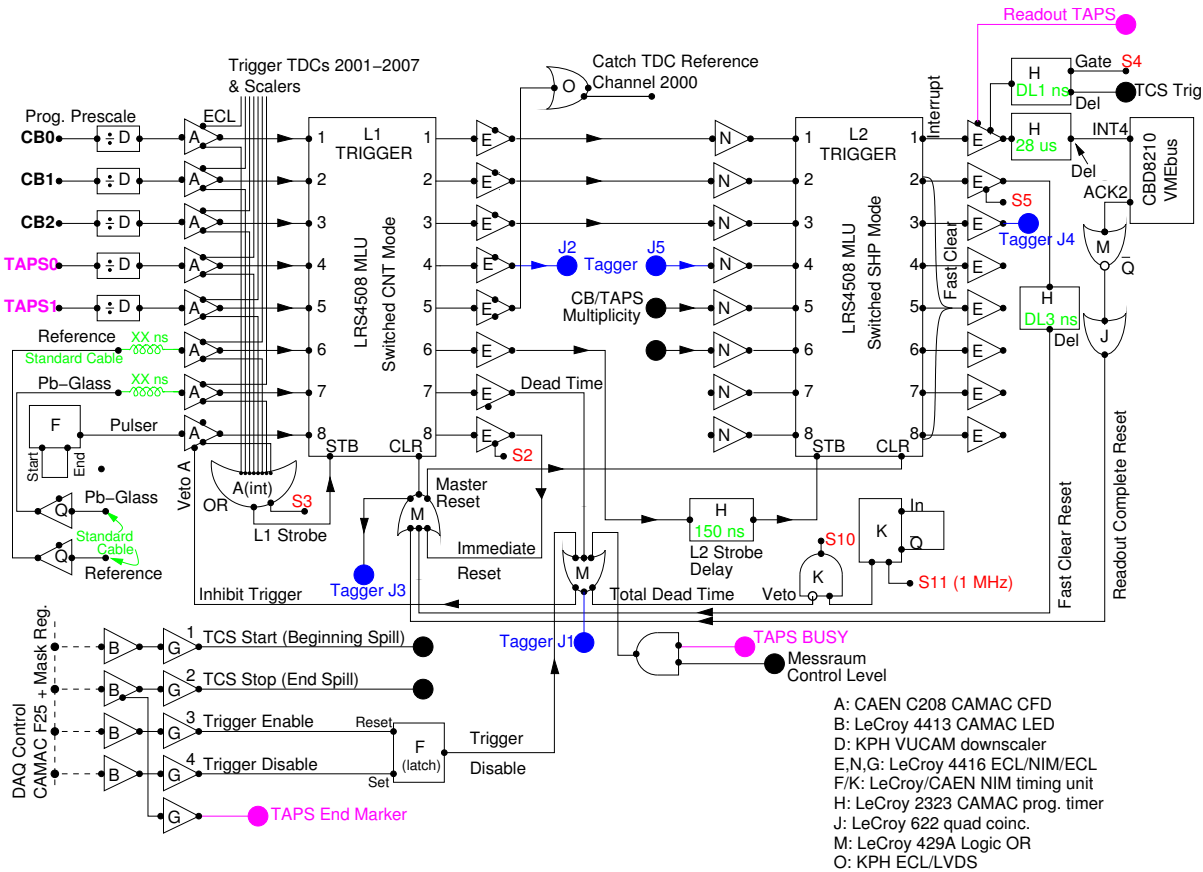 Readout TAPS
Trigger TDCs 2001−2007
& Scalers
Catch TDC Reference
Channel 2000
O
H
DL1 ns
Gate
S4
TCS Trig
Del
Prog. Prescale
ECL
CB0
÷ D
A
1
L1
TRIGGER
1
E
N
1
L2
TRIGGER
1
Interrupt
E
H
28 us
INT4
Del
CB1
÷ D
A
2
2
E
N
2
2
E
S5
ACK2
CBD8210
VMEbus
CB2
÷ D
A
3
3
E
N
3
3
E
Tagger J4
M
Q
TAPS0
÷ D
A
4
LRS4508 MLU
Switched CNT Mode
4
E
J2
Tagger
J5
N
4
LRS4508 MLU
Switched SHP Mode
4
Fast Clear
E
TAPS1
÷ D
A
5
5
E
CB/TAPS
Multiplicity
N
5
5
E
H
DL3 ns
Del
J
Reference
XX ns
Standard Cable
A
6
6
E
N
6
6
E
Pb−Glass
XX ns
A
7
7
E
Dead Time
N
7
7
E
F
Start
End
Pulser
A
8
8
E
S2
N
8
8
E
STB
CLR
STB
CLR
Veto A
A(int)
OR
S3
L1 Strobe
Master
Reset
M
Immediate
Reset
Tagger J3
H
150 ns
L2 Strobe
Delay
K
In
Q
S10
K
S11 (1 MHz)
Veto
Fast Clear Reset
Readout Complete Reset
Q
Pb−Glass
Standard
Cable
Q
Reference
Inhibit Trigger
M
Total Dead Time
Tagger J1
TAPS BUSY
Messraum
Control Level
DAQ Control
CAMAC F25 + Mask Reg.
B
G
1
TCS Start (Beginning Spill)
B
G
2
TCS Stop (End Spill)
B
G
3
Trigger Enable
Reset
B
G
4
Trigger Disable
Set
F
(latch)
Trigger
Disable
G
TAPS End Marker
A: CAEN C208 CAMAC CFD
B: LeCroy 4413 CAMAC LED
D: KPH VUCAM downscaler
E,N,G: LeCroy 4416 ECL/NIM/ECL
F/K: LeCroy/CAEN NIM timing unit
H: LeCroy 2323 CAMAC prog. timer
J: LeCroy 622 quad coinc.
M: LeCroy 429A Logic OR
O: KPH ECL/LVDS